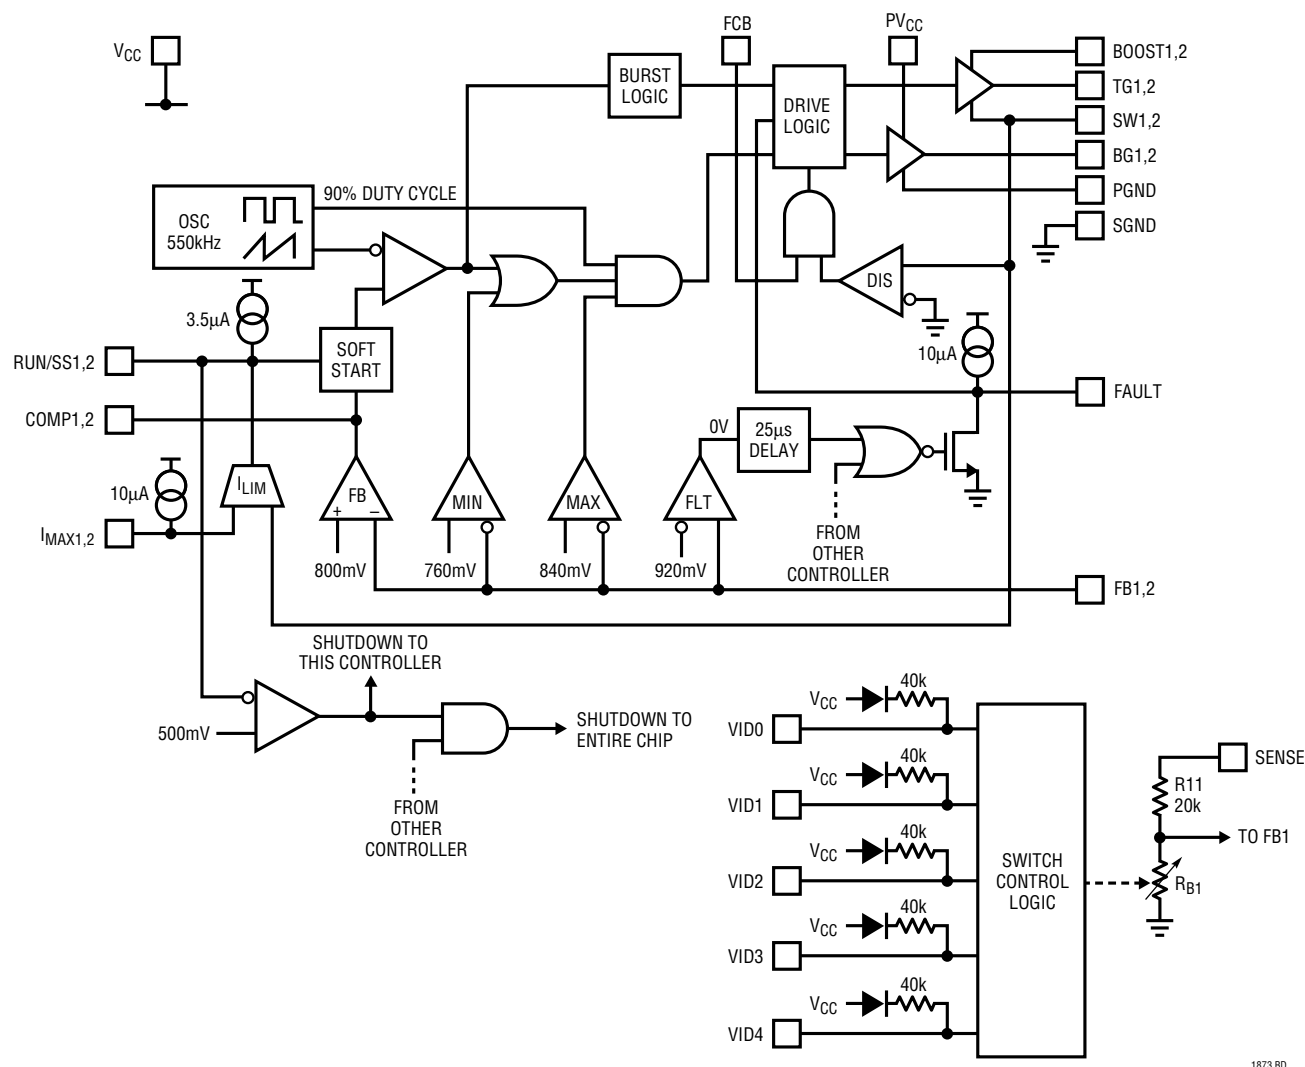 FCB
PVCC
VCC
BURST
LOGIC
DRIVE
LOGIC
BOOST1,2
TG1,2
SW1,2
BG1,2
PGND
SGND
90% DUTY CYCLE
OSC
550kHz
DIS
3.5µA
10µA
RUN/SS1,2
SOFT
START
FAULT
COMP1,2
0V
25µs
DELAY
10µA
ILIM
FB
+
–
MIN
MAX
FLT
IMAX1,2
FROM
OTHER
CONTROLLER
800mV
760mV
840mV
920mV
FB1,2
SHUTDOWN TO
THIS CONTROLLER
500mV
SHUTDOWN TO
ENTIRE CHIP
FROM
OTHER
CONTROLLER
VCC
40k
VID0
VCC
40k
VID1
VCC
40k
VID2
VCC
40k
VID3
VCC
40k
VID4
SWITCH
CONTROL
LOGIC
SENSE
R11
20k
TO FB1
RB1
1873 BD